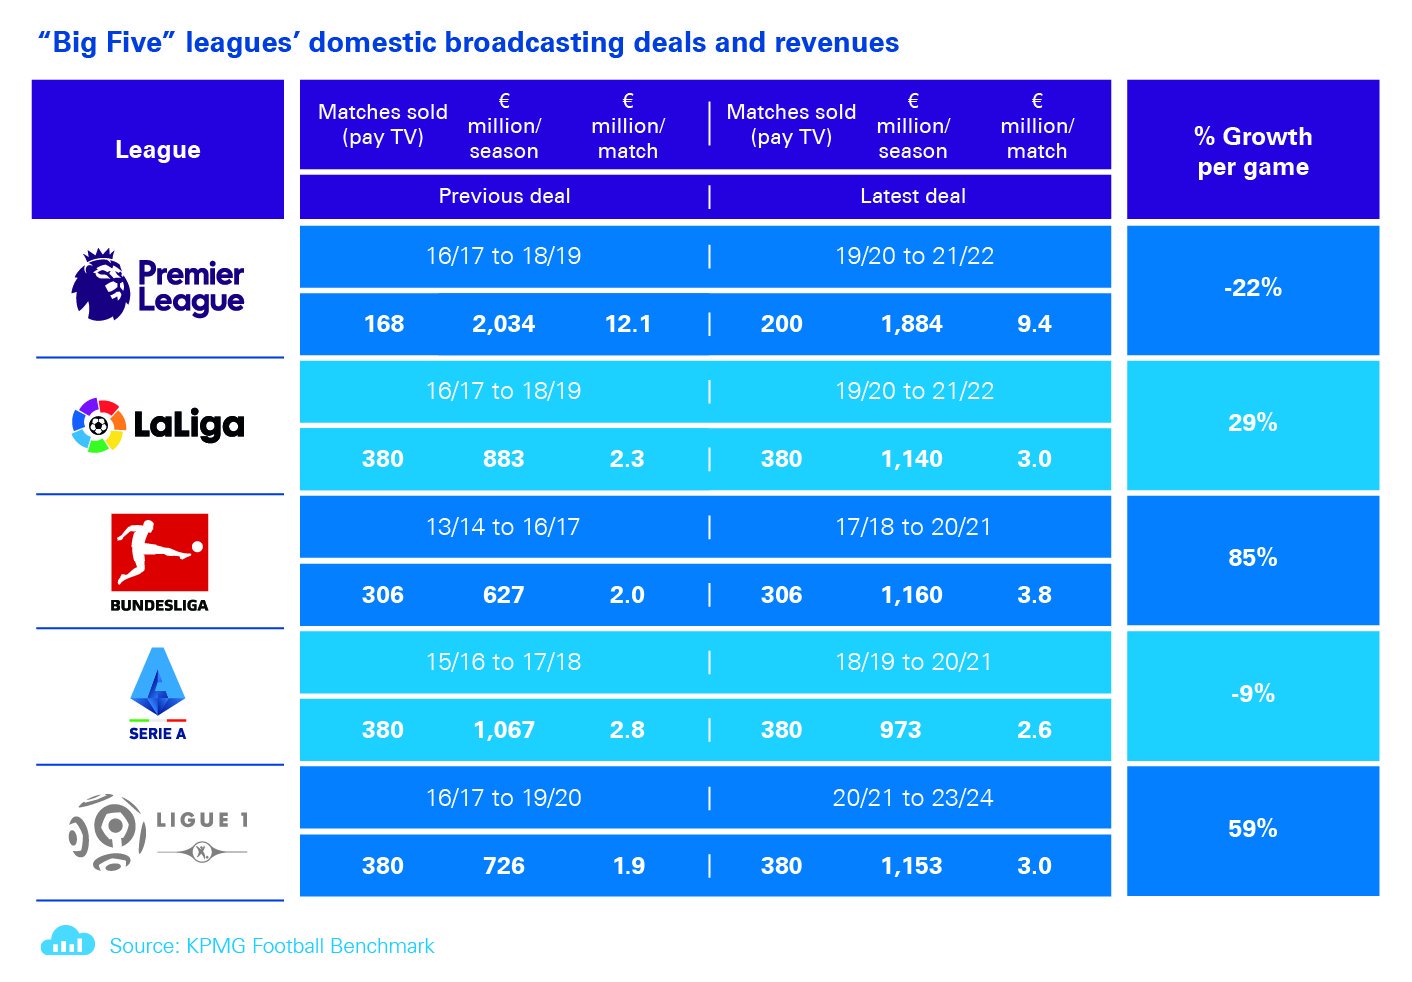 “Big Five” leagues’ domestic broadcasting deals and revenues
League
Matches sold (pay TV)
€ million/ season
€ million/ match
Matches sold (pay TV)
€ million/ season
€ million/ match
% Growth per game
Previous deal
Latest deal
Premier League
16/17 to 18/19
19/20 to 21/22
168 2,034 12.1 200 1,884 9.4
-22%
LaLiga
16/17 to 18/19
19/20 to 21/22
380 883 2.3 380 1,140 3.0
29%
BUNDESLIGA
13/14 to 16/17
17/18 to 20/21
306 627 2.0 306 1,160 3.8
85%
SERIE A
15/16 to 17/18
18/19 to 20/21
380 1,067 2.8 380 973 2.6
-9%
LIGUE 1
16/17 to 19/20
20/21 to 23/24
380 726 1.9 380 1,153 3.0
59%
Source: KPMG Football Benchmark